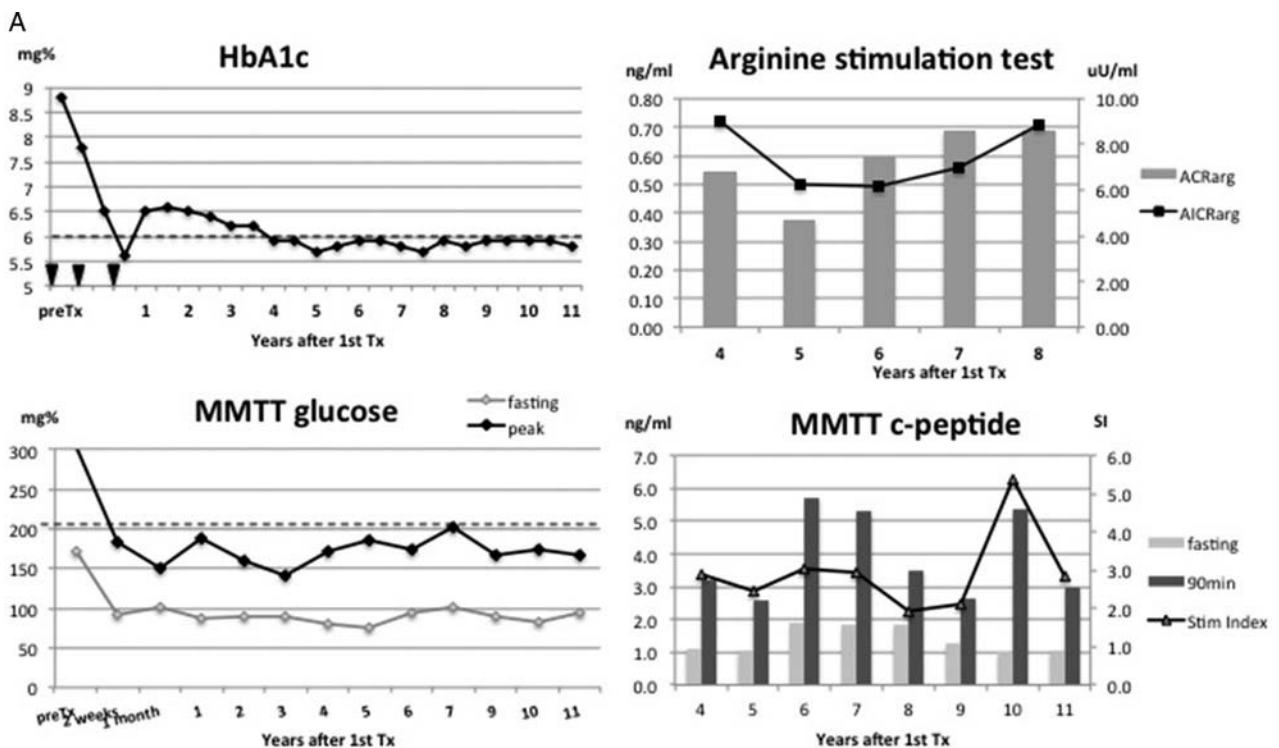 A
mg%
HbA1c
9
8.5
8
7.5
7
6.5
6
5.5
5
preTx 1 2 3 4 5 6 7 8 9 10 11
Years after 1st Tx
ng/ml
Arginine stimulation test
uU/ml
0.80
0.70
0.60
0.50
0.40
0.30
0.20
0.10
0.00
10.00
8.00
6.00
4.00
2.00
0.00
ACRarg
AICRarg
4 5 6 7 8
Years after 1st Tx
mg%
MMTT glucose
fasting
peak
300
250
200
150
100
50
0
preTx 2 weeks 1 month 1 2 3 4 5 6 7 9 10 11
Years after 1st Tx
ng/ml
MMTT c-peptide
SI
7.0
6.0
5.0
4.0
3.0
2.0
1.0
0.0
6.0
5.0
4.0
3.0
2.0
1.0
0.0
fasting
90min
Stim Index
4 5 6 7 8 9 10 11
Years after 1st Tx